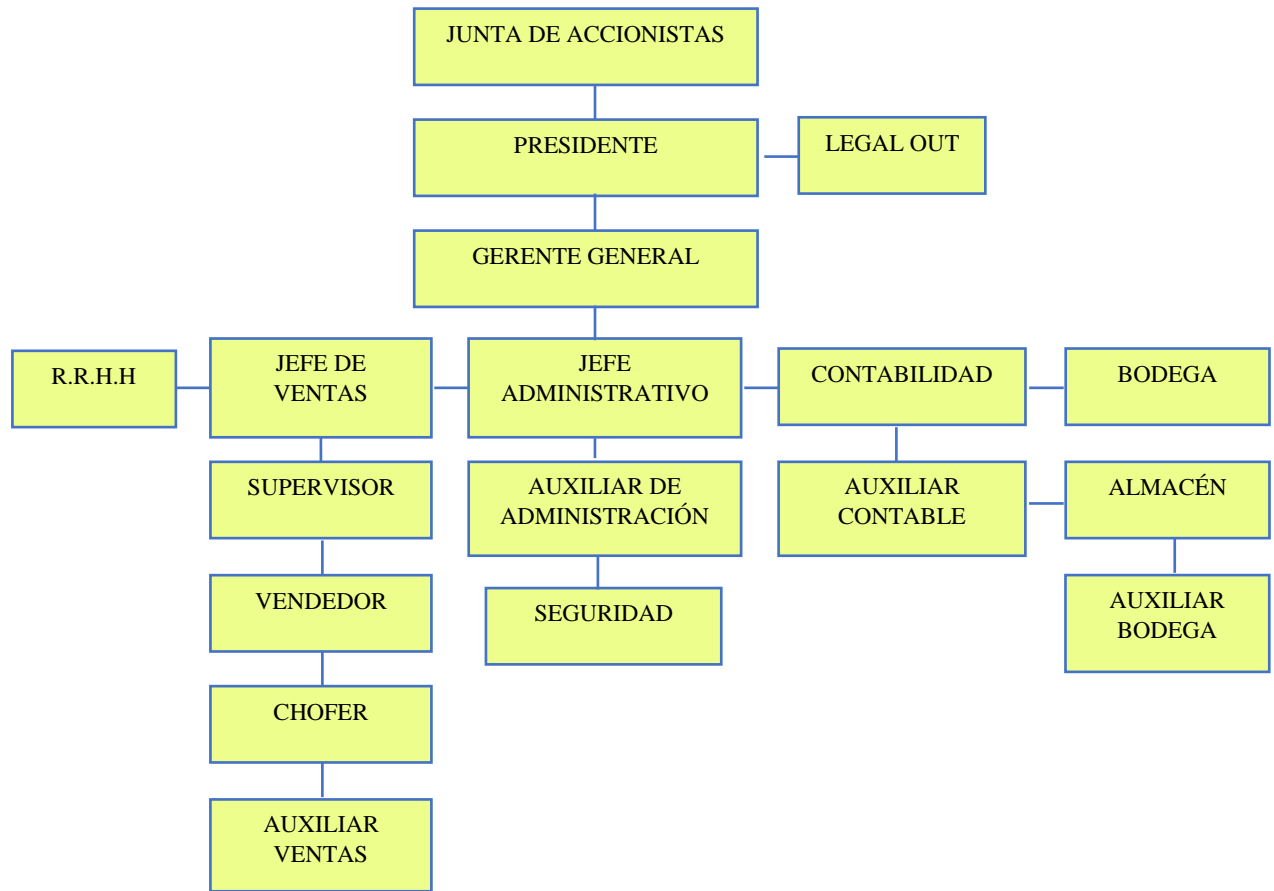 JUNTA DE ACCIONISTAS
PRESIDENTE
LEGAL OUT
GERENTE GENERAL
R.R.H.H
JEFE DE
VENTAS
JEFE
ADMINISTRATIVO
CONTABILIDAD
BODEGA
SUPERVISOR
AUXILIAR DE
ADMINISTRACIÓN
AUXILIAR
CONTABLE
ALMACÉN
VENDEDOR
SEGURIDAD
AUXILIAR
BODEGA
CHOFER
AUXILIAR
VENTAS